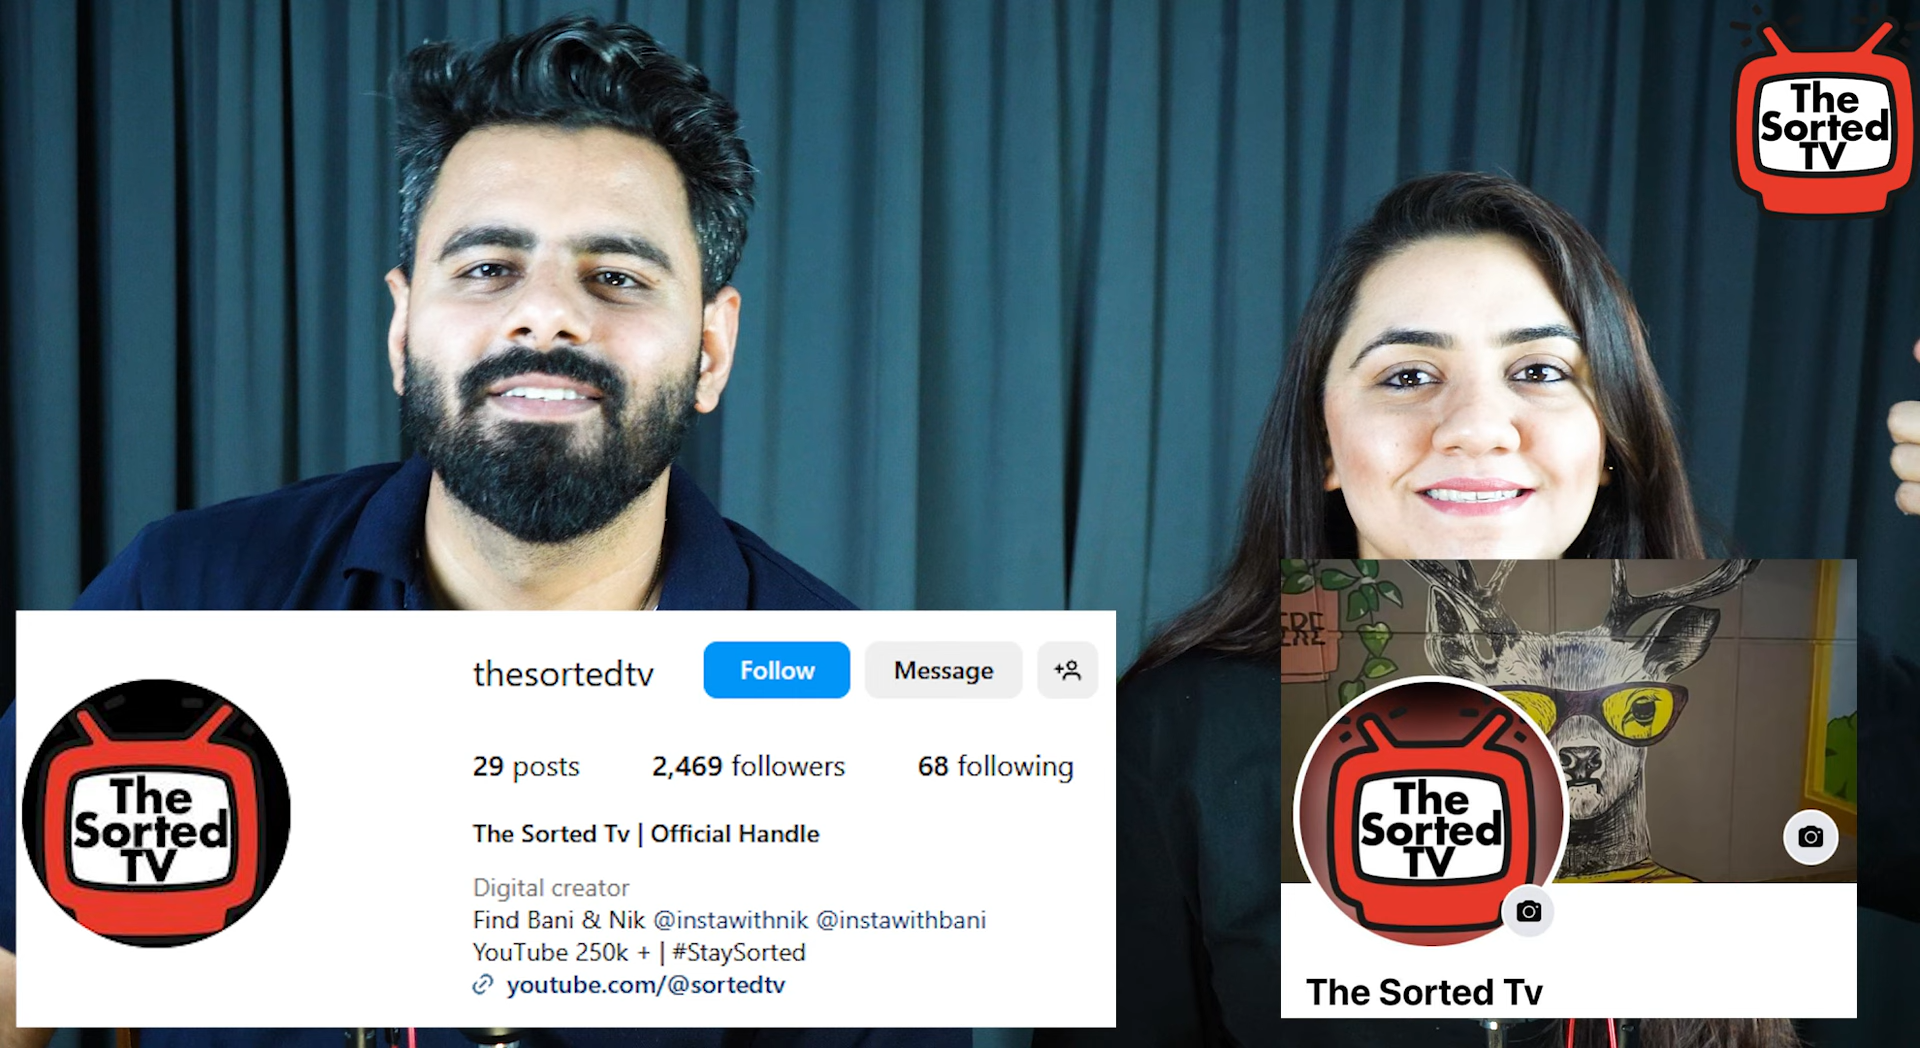 The
Sorted
TV
thesortedtv
Follow
Message
29 posts
2,469 followers
68 following
The Sorted Tv | Official Handle
Digital creator
Find Bani & Nik @instawithnik @instawithbani
YouTube 250k + | #StaySorted
youtube.com/@sortedtv
The
Sorted
TV
The
Sorted
TV
The Sorted Tv